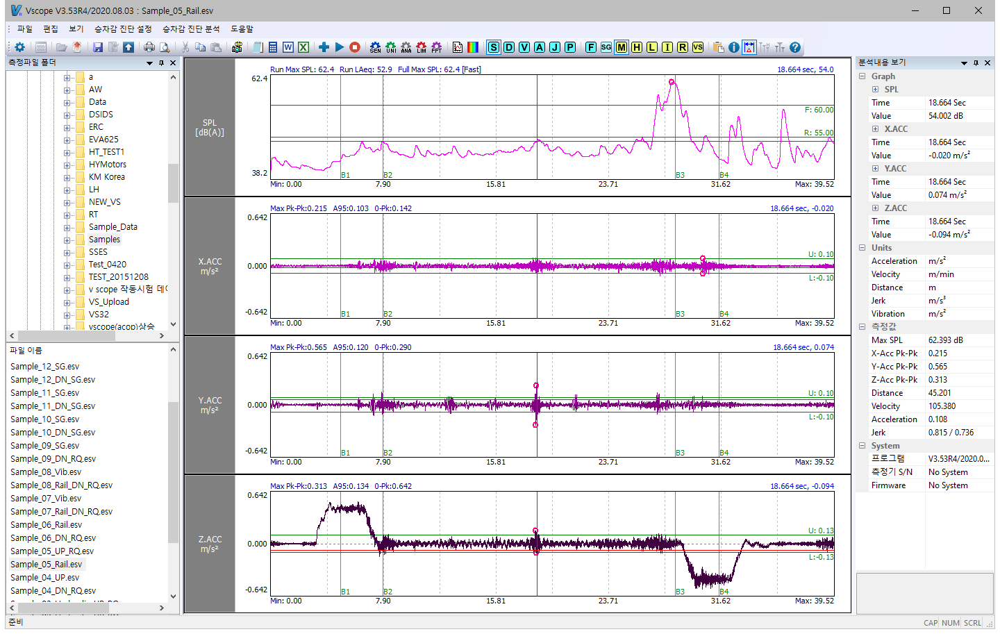 Vscope V3.53R4/2020.08.03 : Sample_05_Rail.esv
파일 편집 보기 승차감 진단 설정 승차감 진단 분석 도움말
SEN UNI ANA LIM FFT S D V A J P F SG M H L I R VS
측정파일 폴더
a
AW
Data
DSIDS
ERC
EVA625
HT_TEST1
HYMotors
KM Korea
LH
NEW_VS
RT
Sample_Data
Samples
SSES
Test_0420
TEST_20151208
v scope 작동시험 데이
VS_Upload
VS32
vscope(acop)상승
파일 이름
Sample_12_SG.esv
Sample_12_DN_SG.esv
Sample_11_SG.esv
Sample_11_DN_SG.esv
Sample_10_SG.esv
Sample_10_DN_SG.esv
Sample_09_SG.esv
Sample_09_DN_RQ.esv
Sample_08_Vib.esv
Sample_08_Rail_DN_RQ.esv
Sample_07_Vib.esv
Sample_07_Rail_DN_RQ.esv
Sample_06_Rail.esv
Sample_06_DN_RQ.esv
Sample_05_UP_RQ.esv
Sample_05_Rail.esv
Sample_04_UP.esv
Sample_04_DN_RQ.esv
SPL
[dB(A)]
Run Max SPL: 62.4 Run LAeq: 52.9 Full Max SPL: 62.4 [Fast]
18.664 sec, 54.0
62.4
F: 60.00
R: 55.00
38.2
B1 B2 B3 B4
Min: 0.00 7.90 15.81 23.71 31.62 Max: 39.52
X.ACC
m/s²
Max Pk-Pk:0.215 A95:0.103 0-Pk:0.142
18.664 sec, -0.020
0.642
U: 0.10
0.000
L:-0.10
-0.642
B1 B2 B3 B4
Min: 0.00 7.90 15.81 23.71 31.62 Max: 39.52
Y.ACC
m/s²
Max Pk-Pk:0.565 A95:0.120 0-Pk:0.290
18.664 sec, 0.074
0.642
U: 0.10
0.000
L:-0.10
-0.642
B1 B2 B3 B4
Min: 0.00 7.90 15.81 23.71 31.62 Max: 39.52
Z.ACC
m/s²
Max Pk-Pk:0.313 A95:0.134 0-Pk:0.642
18.664 sec, -0.094
0.642
U: 0.13
0.000
L:-0.13
-0.642
B1 B2 B3 B4
Min: 0.00 7.90 15.81 23.71 31.62 Max: 39.52
분석내용 보기
Graph
SPL
Time 18.664 Sec
Value 54.002 dB
X.ACC
Time 18.664 Sec
Value -0.020 m/s²
Y.ACC
Time 18.664 Sec
Value 0.074 m/s²
Z.ACC
Time 18.664 Sec
Value -0.094 m/s²
Units
Acceleration m/s²
Velocity m/min
Distance m
Jerk m/s³
Vibration m/s²
측정값
Max SPL 62.393 dB
X-Acc Pk-Pk 0.215
Y-Acc Pk-Pk 0.565
Z-Acc Pk-Pk 0.313
Distance 45.201
Velocity 105.380
Acceleration 0.108
Jerk 0.815 / 0.736
System
프로그램 V3.53R4/2020.0...
측정기 S/N No System
Firmware No System
준비
CAP NUM SCRL